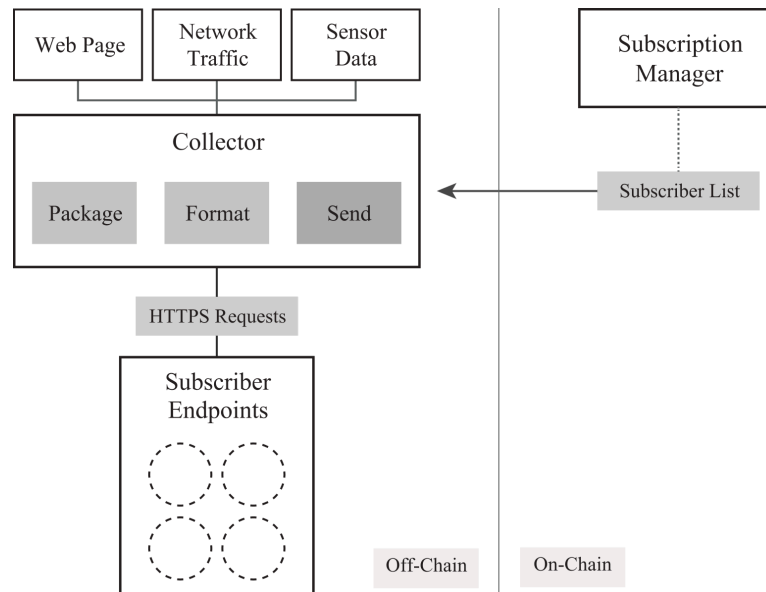 Web Page
Network
Traffic
Sensor
Data
Subscription
Manager
Collector
Package
Format
Send
Subscriber List
HTTPS Requests
Subscriber
Endpoints
Off-Chain
On-Chain